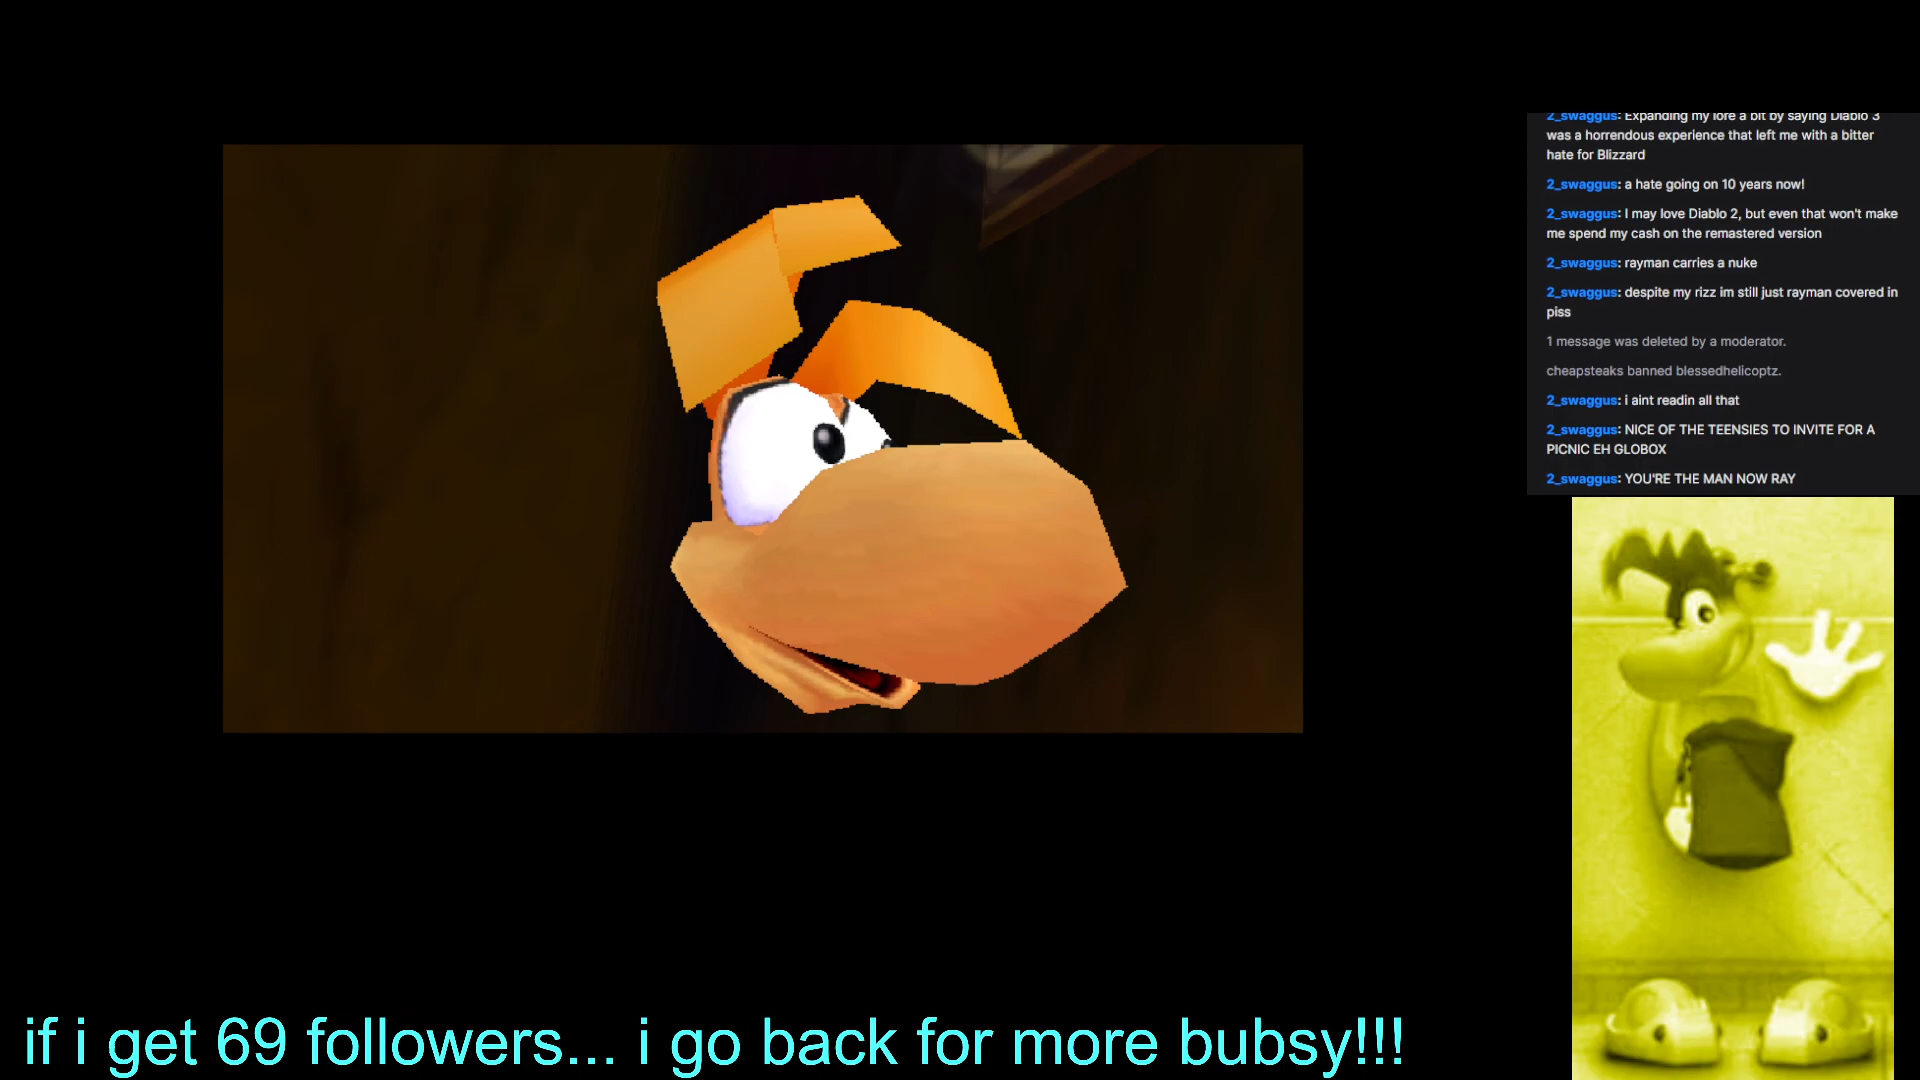 2_swaggus: Expanding my lore a bit by saying Diablo 3
was a horrendous experience that left me with a bitter
hate for Blizzard
2_swaggus: a hate going on 10 years now!
2_swaggus: I may love Diablo 2, but even that won't make
me spend my cash on the remastered version
2_swaggus: rayman carries a nuke
2_swaggus: despite my rizz im still just rayman covered in
piss
1 message was deleted by a moderator.
cheapsteaks banned blessedhelicoptz.
2_swaggus: i aint readin all that
2_swaggus: NICE OF THE TEENSIES TO INVITE FOR A
PICNIC EH GLOBOX
2_swaggus: YOU'RE THE MAN NOW RAY
if i get 69 followers... i go back for more bubsy!!!